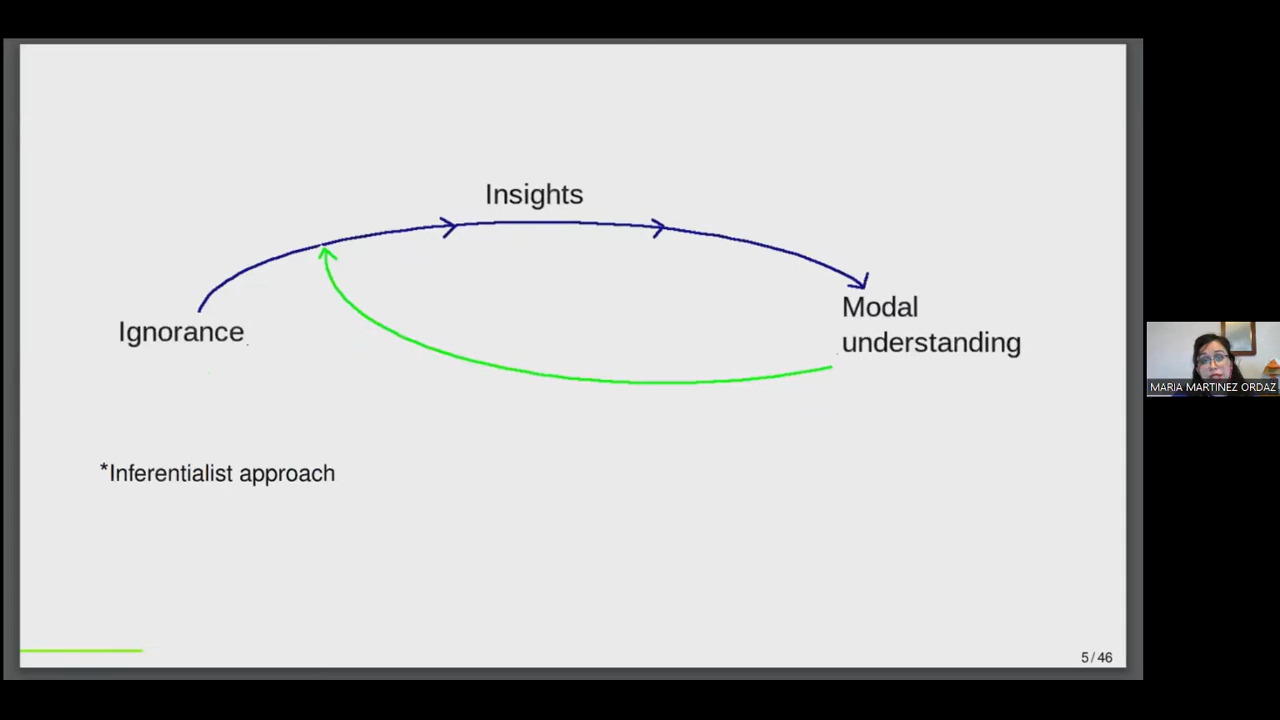 Insights
Ignorance
Modal
understanding
*Inferentialist approach
5/46
MARIA MARTINEZ ORDAZ